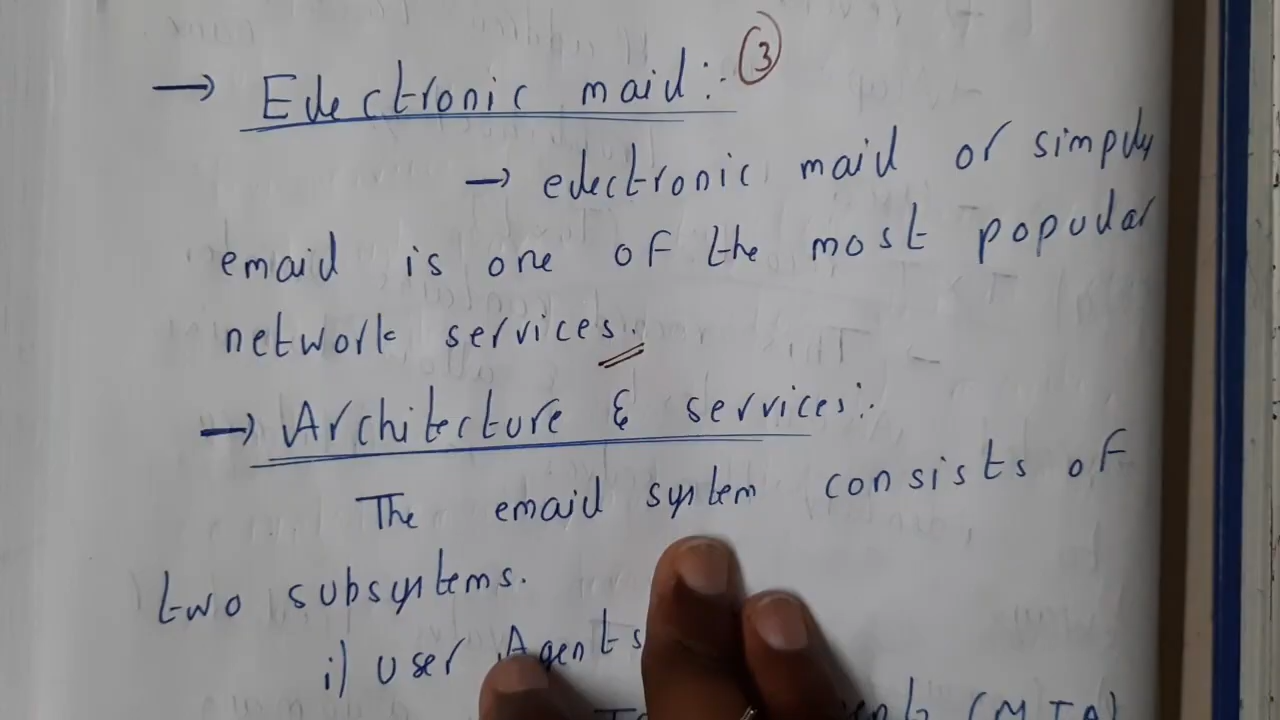 → Electronic mail:- ③
→ electronic mail or simply
email is one of the most popular
network services.
→ Architecture & services:-
The email system consists of
two subsystems.
i) user Agents
(MTA)